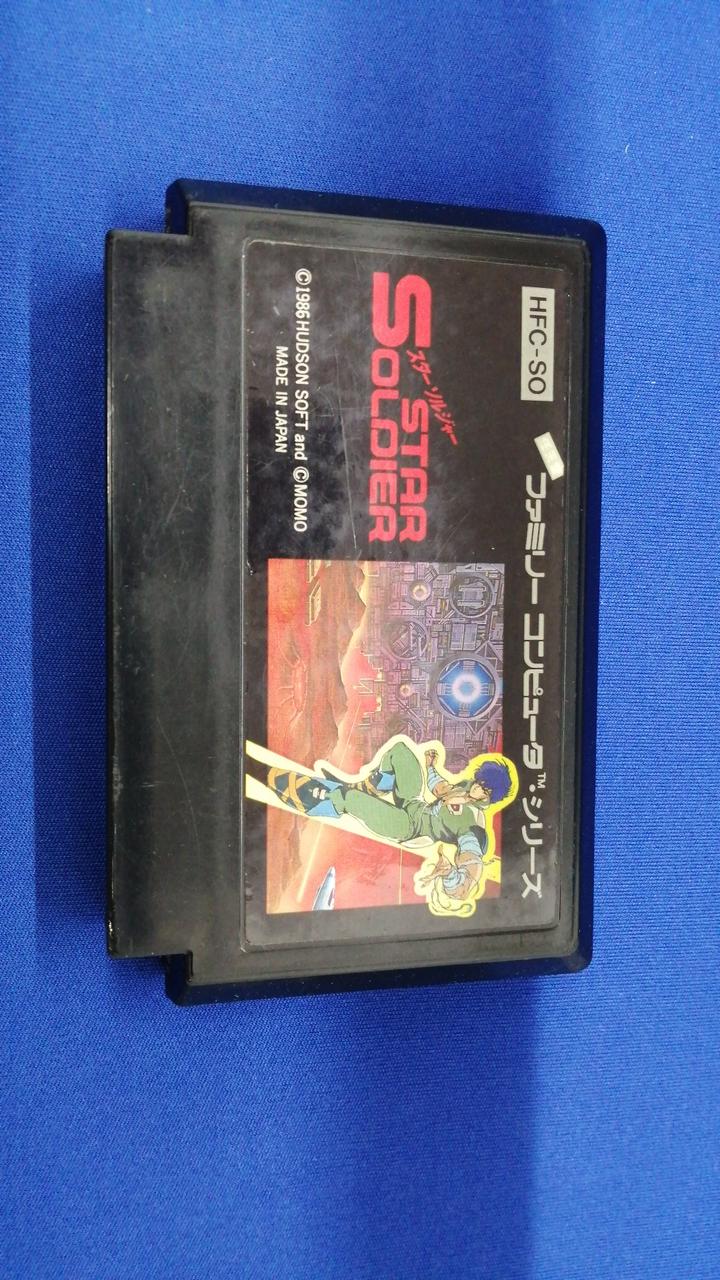 HFC-SO
ファミリー コンピュータ™・シリーズ
スター ソルジャー
STAR
SOLDIER
©1986 HUDSON SOFT and ©MOMO
MADE IN JAPAN